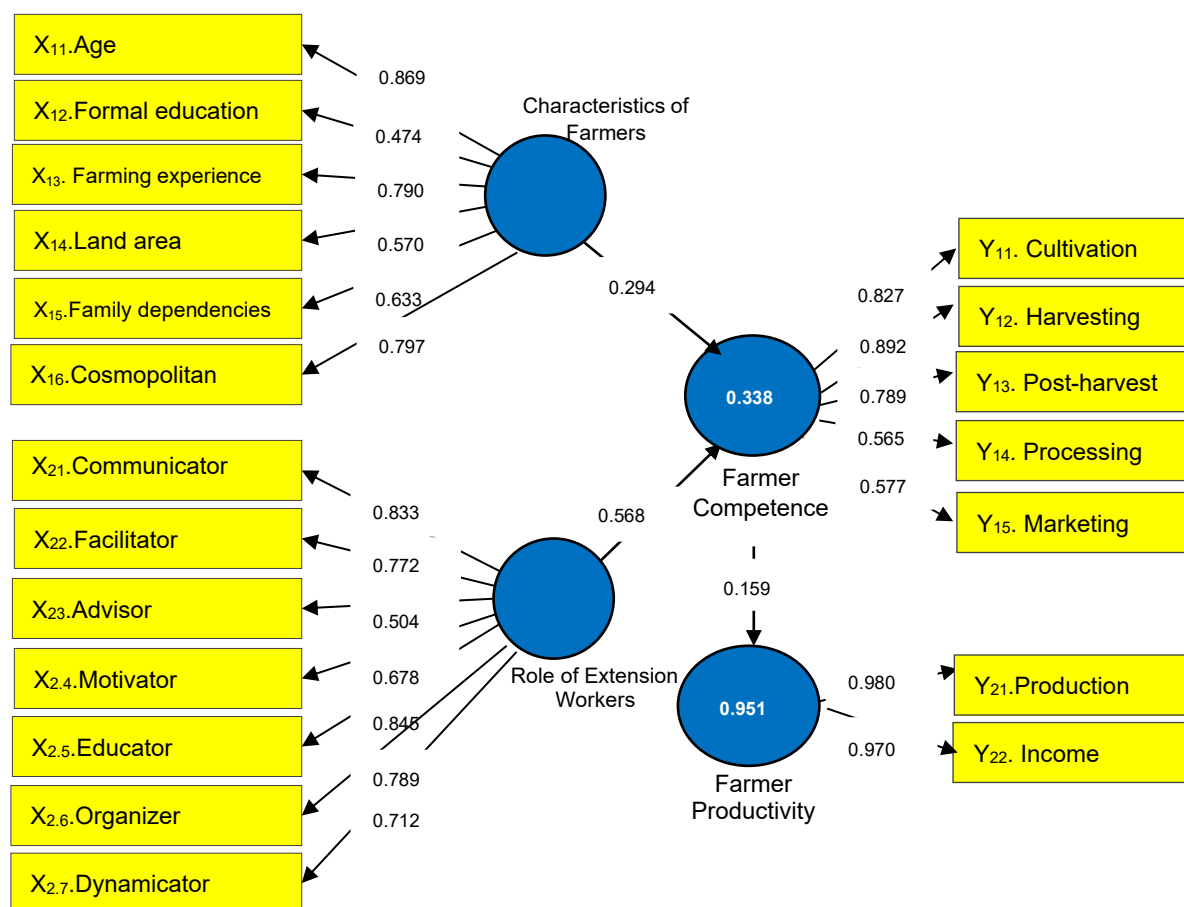 X11.Age
X12.Formal education
X13. Farming experience
X14.Land area
X15.Family dependencies
X16.Cosmopolitan
0.869
0.474
0.790
0.570
0.633
0.797
Characteristics of
Farmers
0.294
X21.Communicator
X22.Facilitator
X23.Advisor
X2.4.Motivator
X2.5.Educator
X2.6.Organizer
X2.7.Dynamicator
0.833
0.772
0.504
0.678
0.845
0.789
0.712
Role of Extension
Workers
0.568
0.338
Farmer
Competence
0.159
0.951
Farmer
Productivity
0.827
0.892
0.789
0.565
0.577
Y11. Cultivation
Y12. Harvesting
Y13. Post-harvest
Y14. Processing
Y15. Marketing
0.980
0.970
Y21.Production
Y22. Income